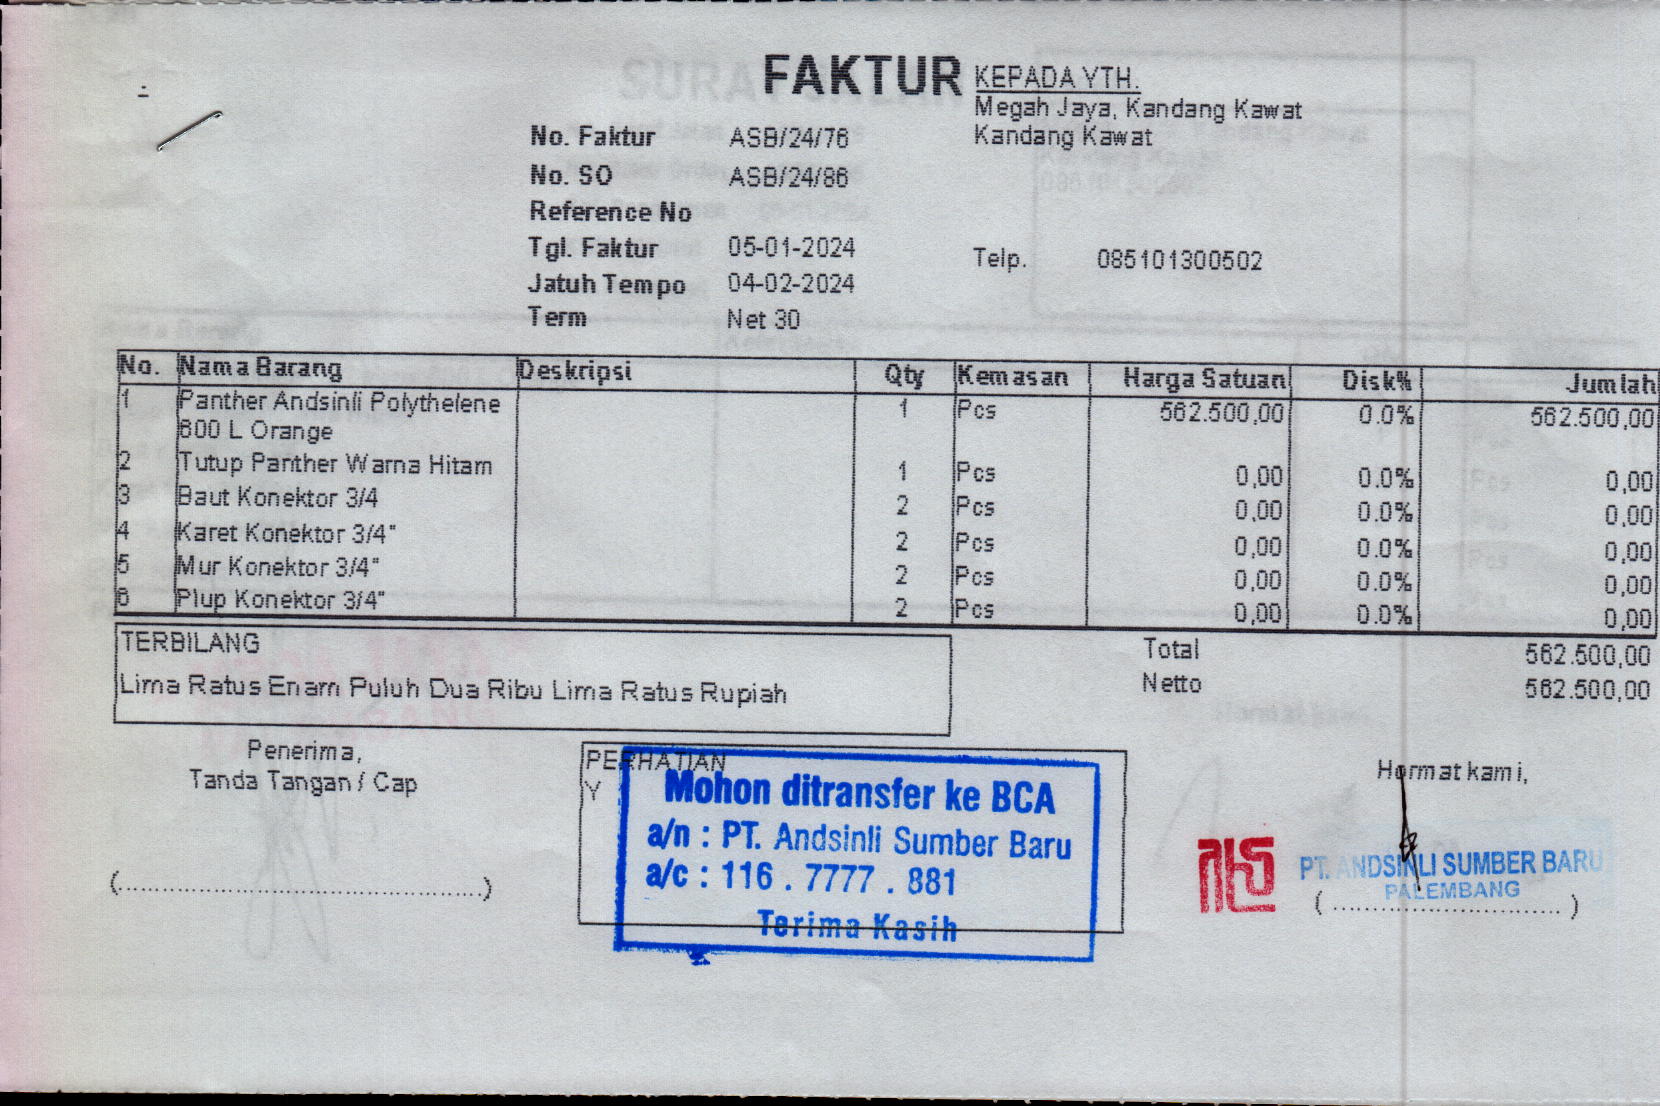 FAKTUR
KEPADA YTH.
Megah Jaya, Kandang Kawat
Kandang Kawat
No. Faktur ASB/24/76
No. SO ASB/24/86
Reference No
Tgl. Faktur 05-01-2024
Telp. 085101300502
Jatuh Tempo 04-02-2024
Term Net 30
No. Nama Barang Deskripsi Qty Kemasan Harga Satuan Disk% Jumlah
1 Panther Andsinli Polythelene 1 Pcs 562.500,00 0.0% 562.500,00
600 L Orange
2 Tutup Panther Warna Hitam 1 Pcs 0,00 0.0% 0,00
3 Baut Konektor 3/4 2 Pcs 0,00 0.0% 0,00
4 Karet Konektor 3/4" 2 Pcs 0,00 0.0% 0,00
5 Mur Konektor 3/4" 2 Pcs 0,00 0.0% 0,00
6 Plup Konektor 3/4" 2 Pcs 0,00 0.0% 0,00
TERBILANG
Lima Ratus Enam Puluh Dua Ribu Lima Ratus Rupiah
Total 562.500,00
Netto 562.500,00
Penerima,
Tanda Tangan / Cap
(..........................................)
PERHATIAN
Y
Mohon ditransfer ke BCA
a/n : PT. Andsinli Sumber Baru
a/c : 116 . 7777 . 881
Terima Kasih
Hormat kami,
PT. ANDSINLI SUMBER BARU
PALEMBANG
(..........................)